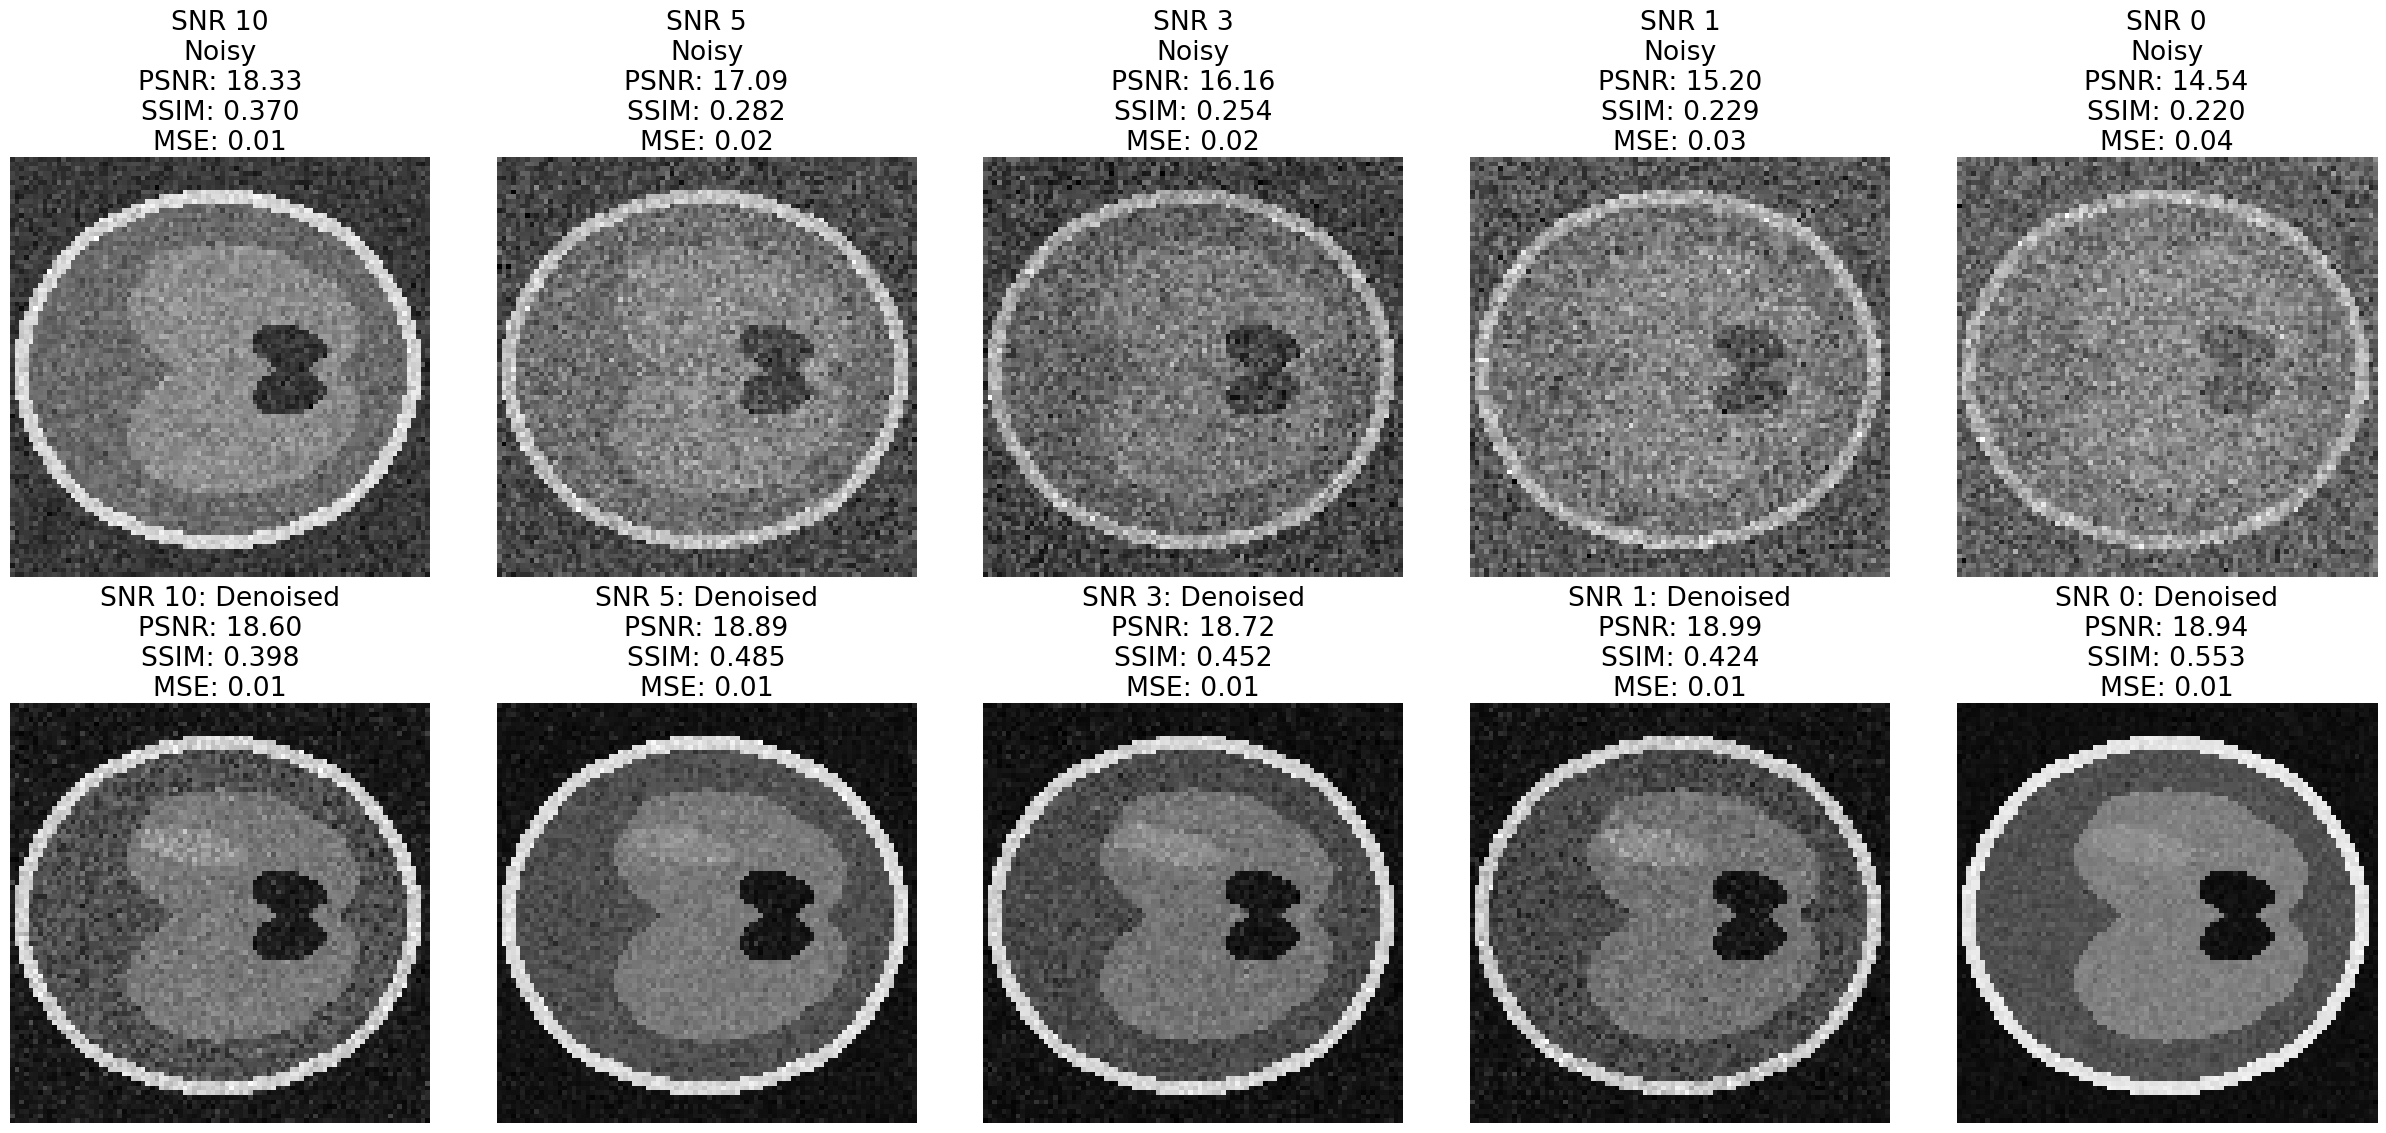 SNR 10
Noisy
PSNR: 18.33
SSIM: 0.370
MSE: 0.01
SNR 5
Noisy
PSNR: 17.09
SSIM: 0.282
MSE: 0.02
SNR 3
Noisy
PSNR: 16.16
SSIM: 0.254
MSE: 0.02
SNR 1
Noisy
PSNR: 15.20
SSIM: 0.229
MSE: 0.03
SNR 0
Noisy
PSNR: 14.54
SSIM: 0.220
MSE: 0.04
SNR 10: Denoised
PSNR: 18.60
SSIM: 0.398
MSE: 0.01
SNR 5: Denoised
PSNR: 18.89
SSIM: 0.485
MSE: 0.01
SNR 3: Denoised
PSNR: 18.72
SSIM: 0.452
MSE: 0.01
SNR 1: Denoised
PSNR: 18.99
SSIM: 0.424
MSE: 0.01
SNR 0: Denoised
PSNR: 18.94
SSIM: 0.553
MSE: 0.01